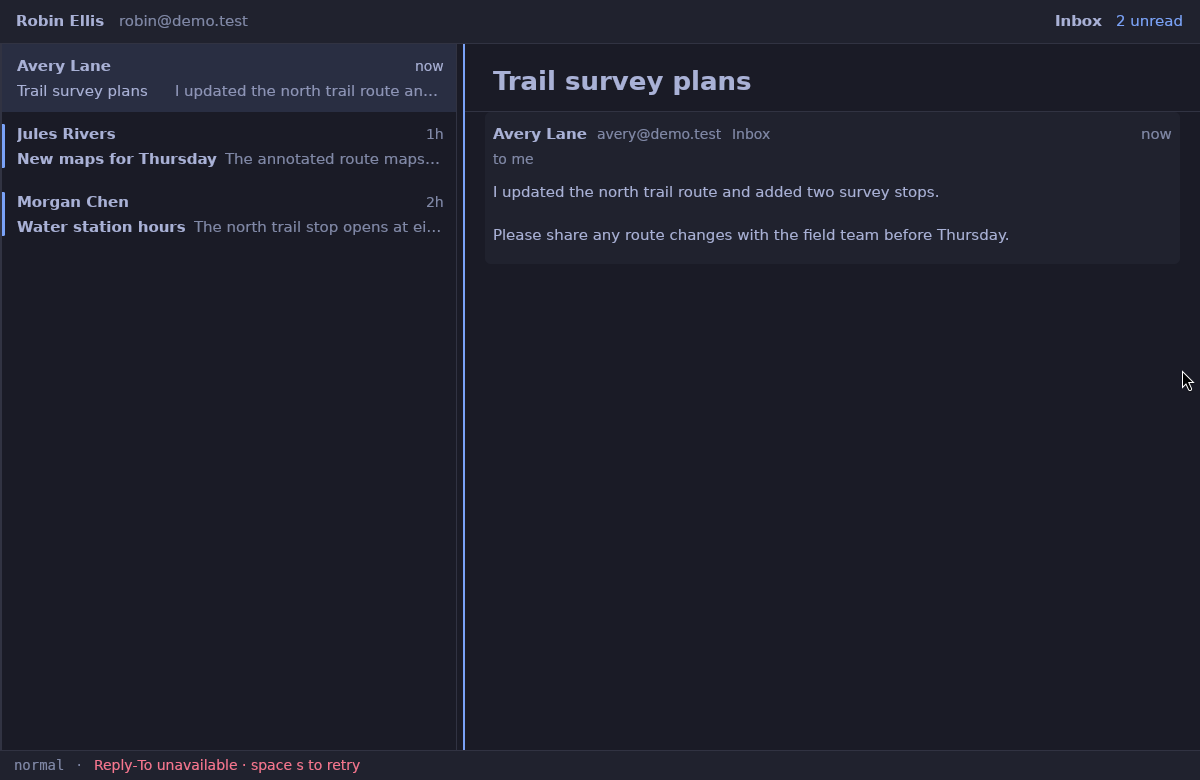 Robin Ellis robin@demo.test
Inbox 2 unread
Avery Lane now
Trail survey plans I updated the north trail route an…
Jules Rivers 1h
New maps for Thursday The annotated route maps…
Morgan Chen 2h
Water station hours The north trail stop opens at ei…
Trail survey plans
Avery Lane avery@demo.test Inbox now
to me
I updated the north trail route and added two survey stops.
Please share any route changes with the field team before Thursday.
normal · Reply-To unavailable · space s to retry